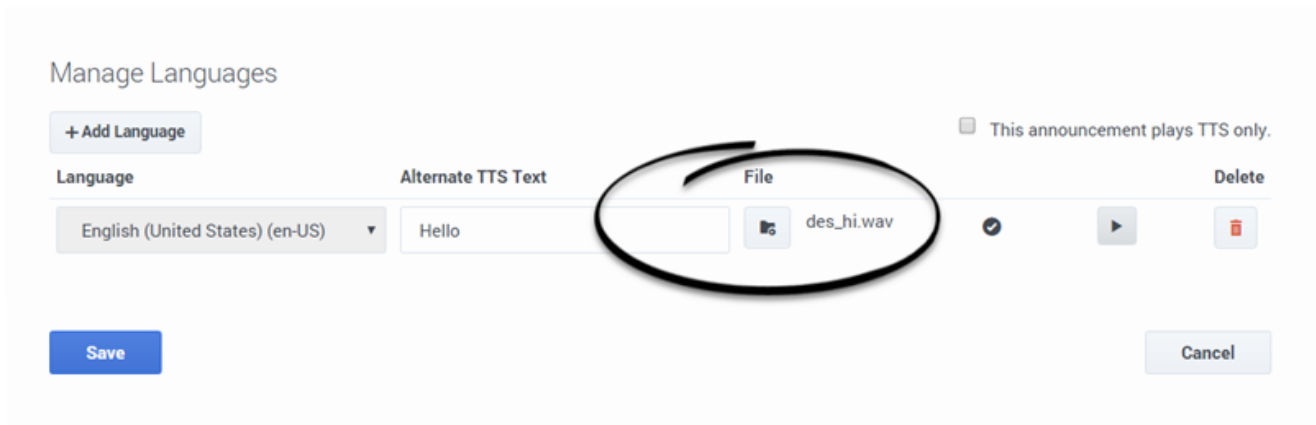 Manage Languages
+ Add Language
This announcement plays TTS only.
Language Alternate TTS Text File Delete
English (United States) (en-US) Hello des_hi.wav
Save Cancel